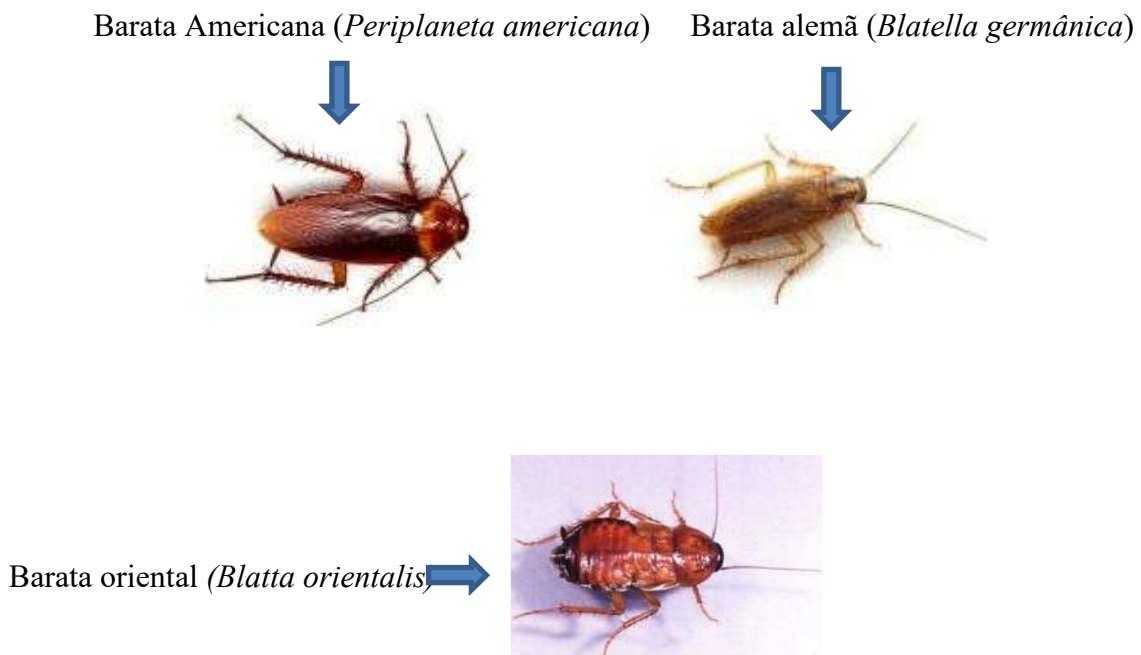 Barata Americana (Periplaneta americana)
Barata alemã (Blatella germânica)
Barata oriental (Blatta orientalis)